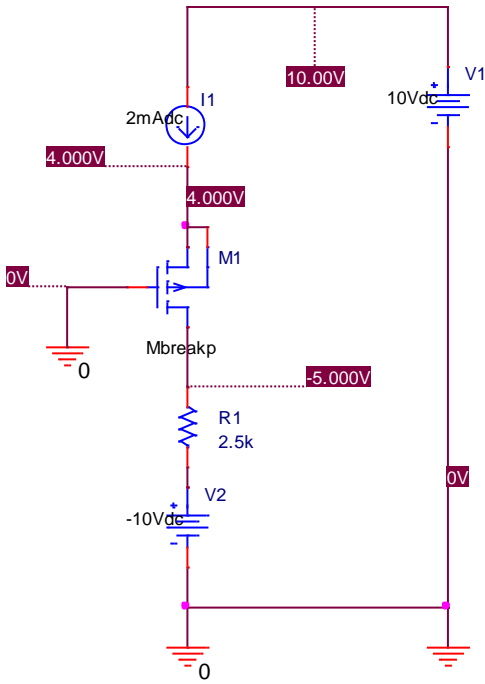 10.00V
V1
10Vdc
I1
2mAdc
4.000V
4.000V
M1
0V
Mbreakp
0
-5.000V
R1
2.5k
0V
V2
-10Vdc
0